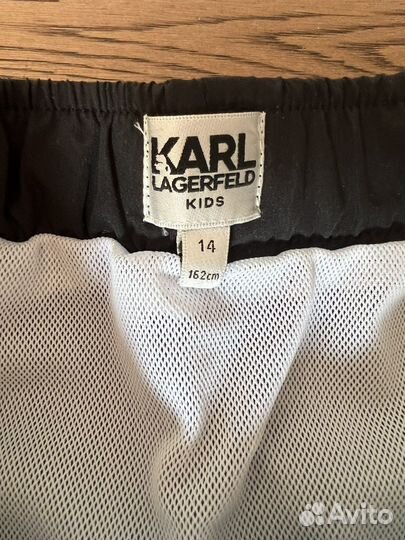 KARL
LAGERFELD
KIDS
14
162cm
Avito